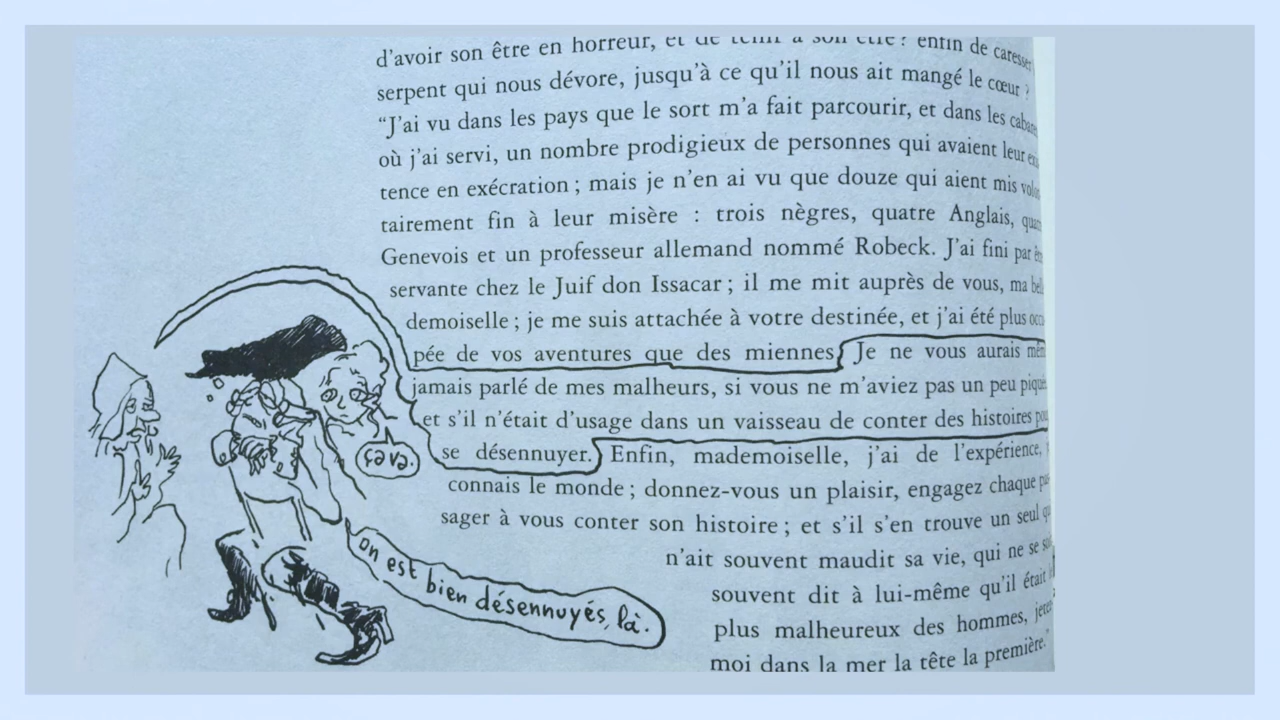 d'avoir son être en horreur, et de tenir à son être ? enfin de
serpent qui nous dévore, jusqu'à ce qu'il nous ait mangé le cœur ?
“J'ai vu dans les pays que le sort m'a fait parcourir, et dans les
où j'ai servi, un nombre prodigieux de personnes qui avaient leur
tence en exécration ; mais je n'en ai vu que douze qui aient mis
tairement fin à leur misère : trois nègres, quatre Anglais,
Genevois et un professeur allemand nommé Robeck. J'ai fini par
servante chez le Juif don Issacar ; il me mit auprès de vous, ma
demoiselle ; je me suis attachée à votre destinée, et j'ai été plus
pée de vos aventures que des miennes. Je ne vous aurais
jamais parlé de mes malheurs, si vous ne m'aviez pas un peu
et s'il n'était d'usage dans un vaisseau de conter des histoires
se désennuyer. Enfin, mademoiselle, j'ai de l'expérience,
connais le monde ; donnez-vous un plaisir, engagez chaque
sager à vous conter son histoire ; et s'il s'en trouve un seul
n'ait souvent maudit sa vie, qui ne se
souvent dit à lui-même qu'il était
plus malheureux des hommes,
moi dans la mer la tête la première.”
ça va.
on est bien désennuyés, là.